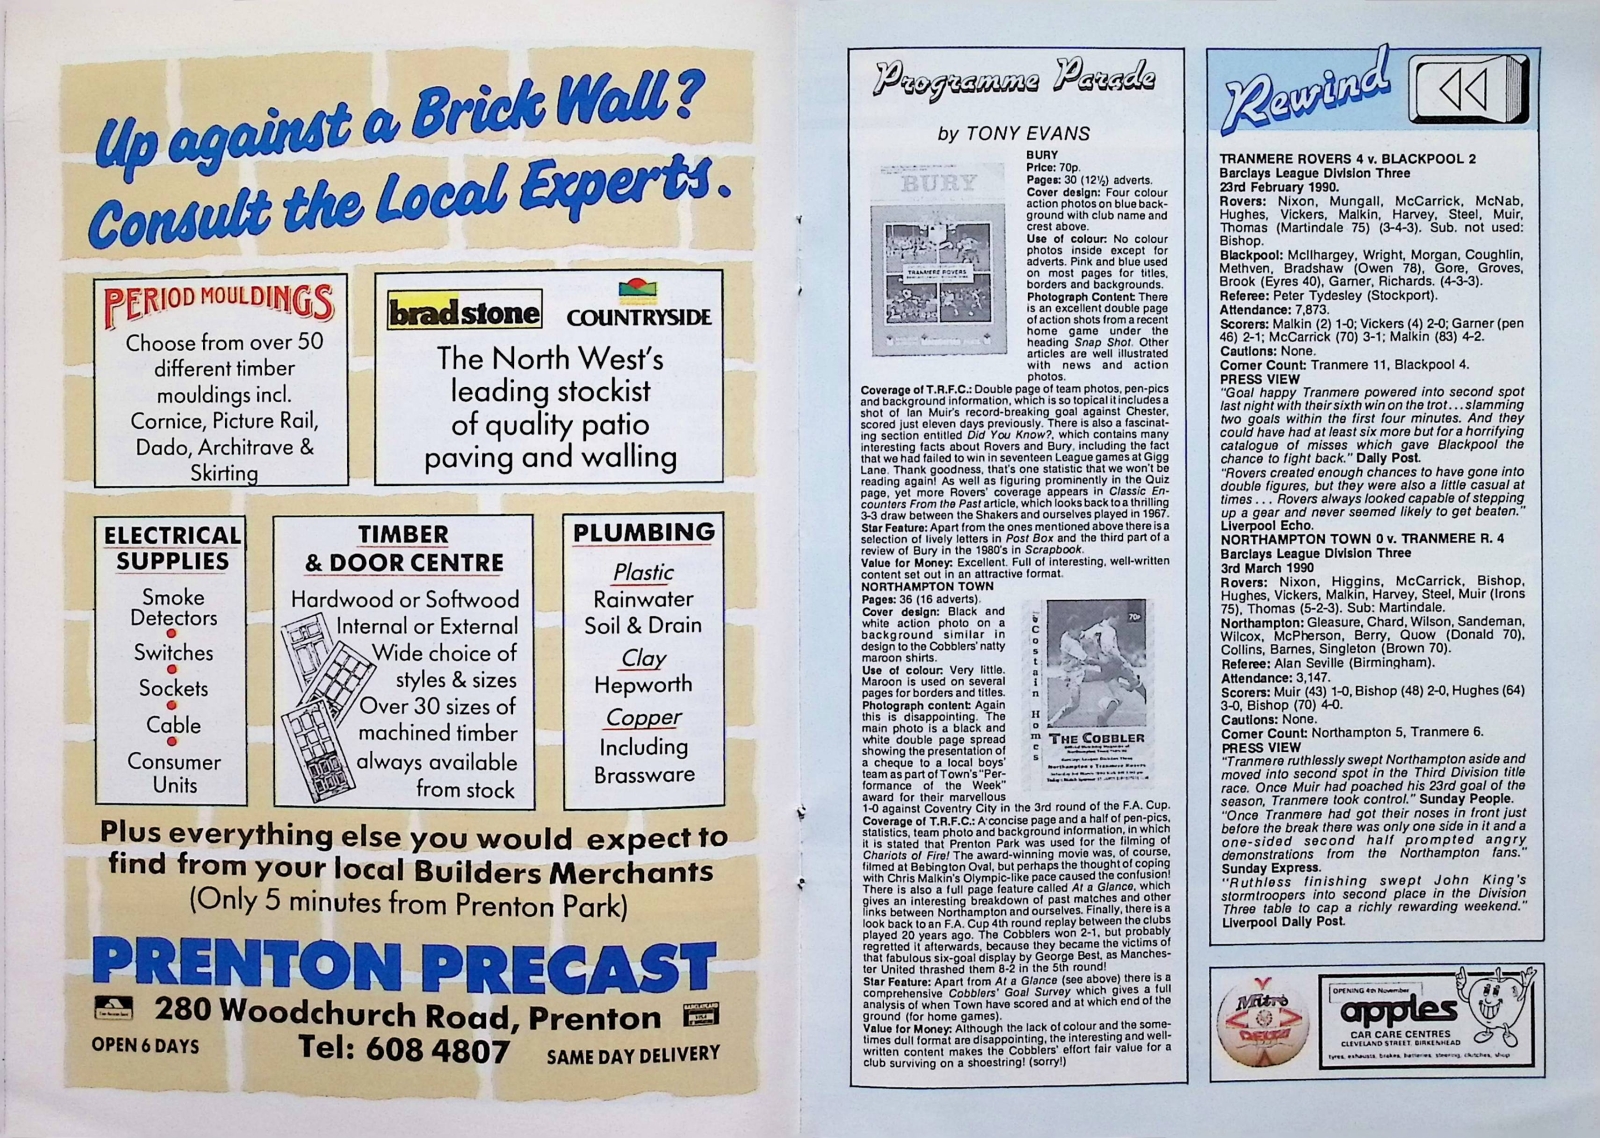 Up against a Brick Wall?
Consult the Local Experts.
PERIOD MOULDINGS
Choose from over 50
different timber
mouldings incl.
Cornice, Picture Rail,
Dado, Architrave &
Skirting
bradstone
COUNTRYSIDE
The North West's
leading stockist
of quality patio
paving and walling
ELECTRICAL
SUPPLIES
Smoke
Detectors
Switches
Sockets
Cable
Consumer
Units
TIMBER
& DOOR CENTRE
Hardwood or Softwood
Internal or External
Wide choice of
styles & sizes
Over 30 sizes of
machined timber
always available
from stock
PLUMBING
Plastic
Rainwater
Soil & Drain
Clay
Hepworth
Copper
Including
Brassware
Plus everything else you would expect to
find from your local Builders Merchants
(Only 5 minutes from Prenton Park)
PRENTON PRECAST
280 Woodchurch Road, Prenton
OPEN 6 DAYS
Tel: 608 4807
SAME DAY DELIVERY
Programme Parade
by TONY EVANS
BURY
TRANMERE ROVERS
BURY
Price: 70p.
Pages: 30 (12½) adverts.
Cover design: Four colour
action photos on blue back-
ground with club name and
crest above.
Use of colour: No colour
photos inside except for
adverts. Pink and blue used
on most pages for titles,
borders and backgrounds.
Photograph Content: There
is an excellent double page
of action shots from a recent
home game under the
heading Snap Shot. Other
articles are well illustrated
with news and action
photos.
Coverage of T.R.F.C.: Double page of team photos, pen-pics
and background information, which is so topical it includes a
shot of Ian Muir's record-breaking goal against Chester,
scored just eleven days previously. There is also a fascinat-
ing section entitled Did You Know?, which contains many
interesting facts about Rovers and Bury, including the fact
that we had failed to win in seventeen League games at Gigg
Lane. Thank goodness, that's one statistic that we won't be
reading again! As well as figuring prominently in the Quiz
page, yet more Rovers' coverage appears in Classic En-
counters From the Past article, which looks back to a thrilling
3-3 draw between the Shakers and ourselves played in 1967.
Star Feature: Apart from the ones mentioned above there is a
selection of lively letters in Post Box and the third part of a
review of Bury in the 1980's in Scrapbook.
Value for Money: Excellent. Full of interesting, well-written
content set out in an attractive format.
NORTHAMPTON TOWN
Pages: 36 (16 adverts).
Cover design: Black and
white action photo on a
background similar in
design to the Cobblers' natty
maroon shirts.
Use of colour: Very little.
Maroon is used on several
pages for borders and titles.
Photograph content: Again
this is disappointing. The
main photo is a black and
white double page spread
showing the presentation of
a cheque to a local boys'
team as part of Town's "Per-
formance of the Week"
award for their marvellous
1-0 against Coventry City in the 3rd round of the F.A. Cup.
Costain Homes
70p
THE COBBLER
Northampton v Tranmere Rovers
Coverage of T.R.F.C.: A concise page and a half of pen-pics,
statistics, team photo and background information, in which
it is stated that Prenton Park was used for the filming of
Chariots of Fire! The award-winning movie was, of course,
filmed at Bebington Oval, but perhaps the thought of coping
with Chris Malkin's Olympic-like pace caused the confusion!
There is also a full page feature called At a Glance, which
gives an interesting breakdown of past matches and other
links between Northampton and ourselves. Finally, there is a
look back to an F.A. Cup 4th round replay between the clubs
played 20 years ago. The Cobblers won 2-1, but probably
regretted it afterwards, because they became the victims of
that fabulous six-goal display by George Best, as Manches-
ter United thrashed them 8-2 in the 5th round!
Star Feature: Apart from At a Glance (see above) there is a
comprehensive Cobblers' Goal Survey which gives a full
analysis of when Town have scored and at which end of the
ground (for home games).
Value for Money: Although the lack of colour and the some-
times dull format are disappointing, the interesting and well-
written content makes the Cobblers' effort fair value for a
club surviving on a shoestring! (sorry!)
Rewind
TRANMERE ROVERS 4 v. BLACKPOOL 2
Barclays League Division Three
23rd February 1990.
Rovers: Nixon, Mungall, McCarrick, McNab,
Hughes, Vickers, Malkin, Harvey, Steel, Muir,
Thomas (Martindale 75) (3-4-3). Sub. not used:
Bishop.
Blackpool: McIlhargey, Wright, Morgan, Coughlin,
Methven, Bradshaw (Owen 78), Gore, Groves,
Brook (Eyres 40), Garner, Richards. (4-3-3).
Referee: Peter Tydesley (Stockport).
Attendance: 7,873.
Scorers: Malkin (2) 1-0; Vickers (4) 2-0; Garner (pen
46) 2-1; McCarrick (70) 3-1; Malkin (83) 4-2.
Cautions: None.
Corner Count: Tranmere 11, Blackpool 4.
PRESS VIEW
"Goal happy Tranmere powered into second spot
last night with their sixth win on the trot...slamming
two goals within the first four minutes. And they
could have had at least six more but for a horrifying
catalogue of misses which gave Blackpool the
chance to fight back." Daily Post.
"Rovers created enough chances to have gone into
double figures, but they were also a little casual at
times ... Rovers always looked capable of stepping
up a gear and never seemed likely to get beaten."
Liverpool Echo.
NORTHAMPTON TOWN 0 v. TRANMERE R. 4
Barclays League Division Three
3rd March 1990
Rovers: Nixon, Higgins, McCarrick, Bishop,
Hughes, Vickers, Malkin, Harvey, Steel, Muir (Irons
75), Thomas (5-2-3). Sub: Martindale.
Northampton: Gleasure, Chard, Wilson, Sandeman,
Wilcox, McPherson, Berry, Quow (Donald 70),
Collins, Barnes, Singleton (Brown 70).
Referee: Alan Seville (Birmingham).
Attendance: 3,147.
Scorers: Muir (43) 1-0, Bishop (48) 2-0, Hughes (64)
3-0, Bishop (70) 4-0.
Cautions: None.
Corner Count: Northampton 5, Tranmere 6.
PRESS VIEW
"Tranmere ruthlessly swept Northampton aside and
moved into second spot in the Third Division title
race. Once Muir had poached his 23rd goal of the
season, Tranmere took control." Sunday People.
"Once Tranmere had got their noses in front just
before the break there was only one side in it and a
one-sided second half prompted angry
demonstrations from the Northampton fans."
Sunday Express.
"Ruthless finishing swept John King's
stormtroopers into second place in the Division
Three table to cap a richly rewarding weekend."
Liverpool Daily Post.
Mitre
DELTA
OPENING 4th November
apples
CAR CARE CENTRES
CLEVELAND STREET, BIRKENHEAD
tyres, exhausts, brakes, batteries, steering, clutches, shop